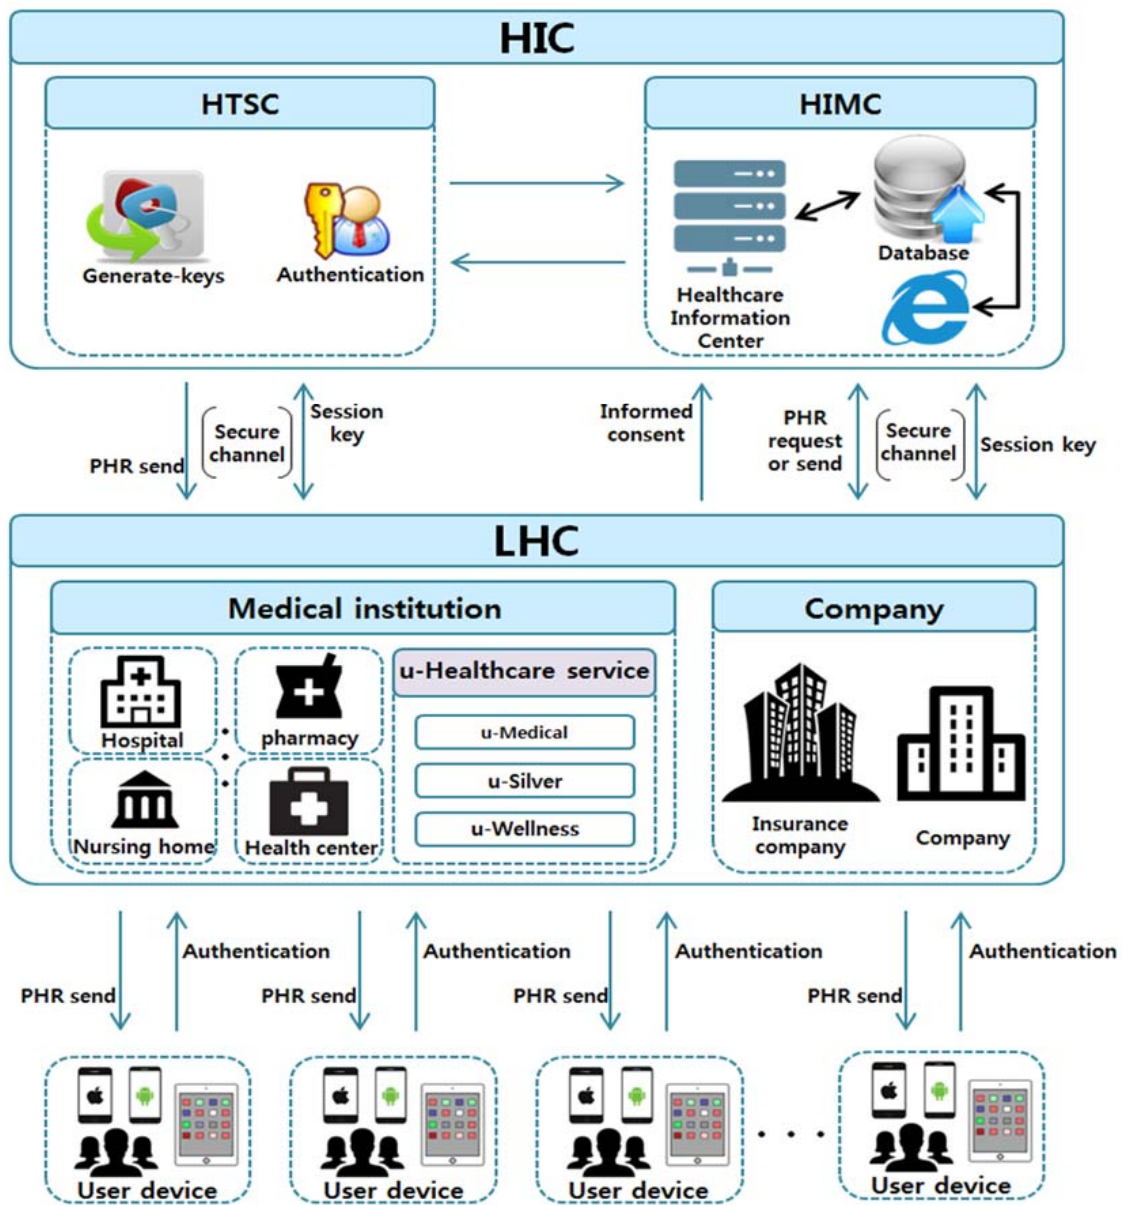 HIC
HTSC
HIMC
Generate-keys
Authentication
Database
Healthcare
Information
Center
PHR send
Secure
channel
Session
key
Informed
consent
PHR
request
or send
Secure
channel
Session key
LHC
Medical institution
Company
Hospital
pharmacy
Nursing home
Health center
u-Healthcare service
u-Medical
u-Silver
u-Wellness
Insurance
company
Company
PHR send
Authentication
PHR send
Authentication
PHR send
Authentication
PHR send
Authentication
User device
User device
User device
User device